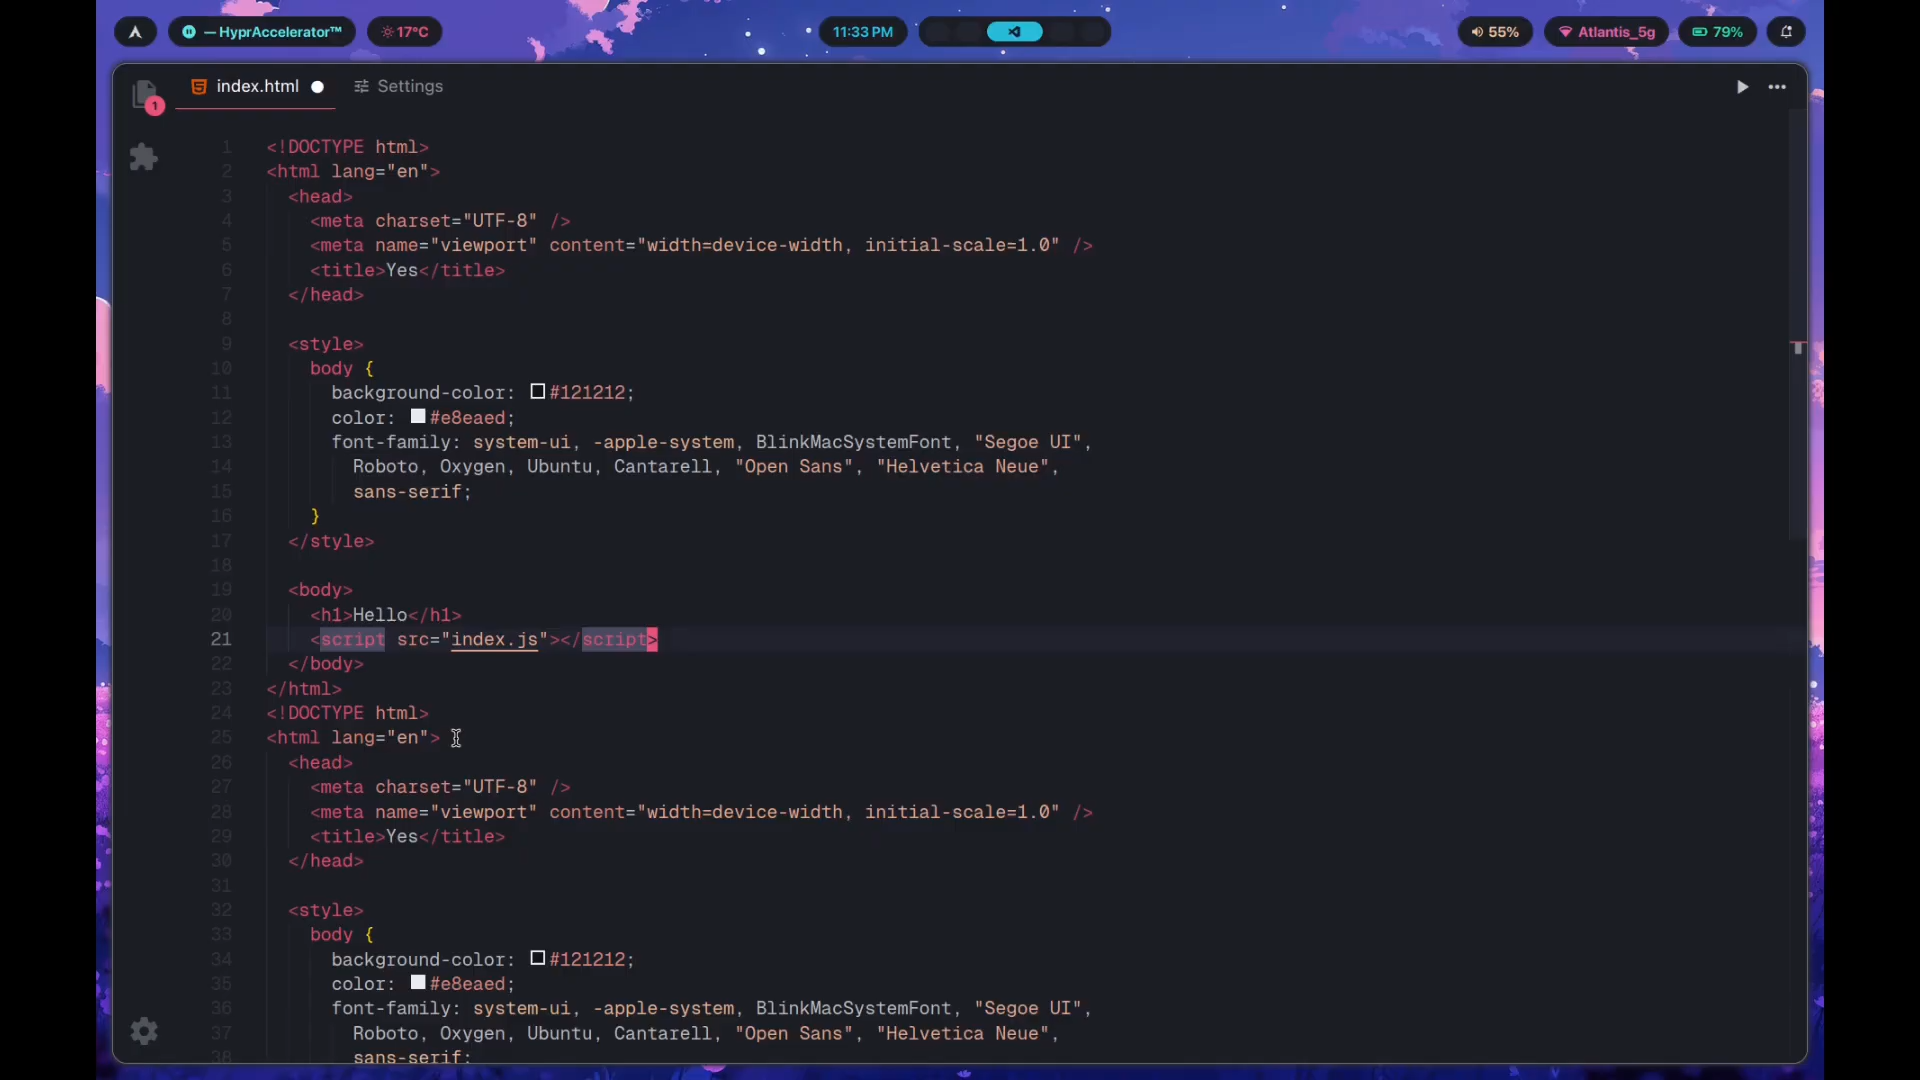 — HyprAccelerator™
17°C
11:33 PM
55%
Atlantis_5g
79%
1
index.html
Settings
1 <!DOCTYPE html>
2 <html lang="en">
3 <head>
4 <meta charset="UTF-8" />
5 <meta name="viewport" content="width=device-width, initial-scale=1.0" />
6 <title>Yes</title>
7 </head>
8
9 <style>
10 body {
11 background-color: #121212;
12 color: #e8eaed;
13 font-family: system-ui, -apple-system, BlinkMacSystemFont, "Segoe UI",
14 Roboto, Oxygen, Ubuntu, Cantarell, "Open Sans", "Helvetica Neue",
15 sans-serif;
16 }
17 </style>
18
19 <body>
20 <h1>Hello</h1>
21 <script src="index.js"></script>
22 </body>
23 </html>
24 <!DOCTYPE html>
25 <html lang="en">
26 <head>
27 <meta charset="UTF-8" />
28 <meta name="viewport" content="width=device-width, initial-scale=1.0" />
29 <title>Yes</title>
30 </head>
31
32 <style>
33 body {
34 background-color: #121212;
35 color: #e8eaed;
36 font-family: system-ui, -apple-system, BlinkMacSystemFont, "Segoe UI",
37 Roboto, Oxygen, Ubuntu, Cantarell, "Open Sans", "Helvetica Neue",
38 sans-serif;